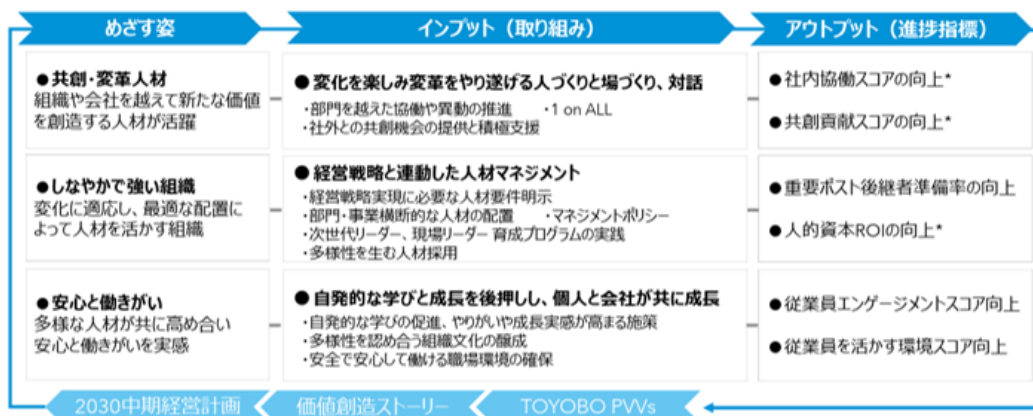 めざす姿
インプット（取り組み）
アウトプット（進捗指標）
●共創・変革人材
組織や会社を越えて新たな価値
を創造する人材が活躍
●変化を楽しみ変革をやり遂げる人づくりと場づくり、対話
・部門を越えた協働や異動の推進　・1 on ALL
・社外との共創機会の提供と積極支援
●社内協働スコアの向上*
●共創貢献スコアの向上*
●しなやかで強い組織
変化に適応し、最適な配置に
よって人材を活かす組織
●経営戦略と連動した人材マネジメント
・経営戦略実現に必要な人材要件明示
・部門・事業横断的な人材の配置　・マネジメントポリシー
・次世代リーダー、現場リーダー 育成プログラムの実践
・多様性を生む人材採用
●重要ポスト後継者準備率の向上
●人的資本ROIの向上*
●安心と働きがい
多様な人材が共に高め合い
安心と働きがいを実感
●自発的な学びと成長を後押しし、個人と会社が共に成長
・自発的な学びの促進、やりがいや成長実感が高まる施策
・多様性を認め合う組織文化の醸成
・安全で安心して働ける職場環境の確保
●従業員エンゲージメントスコア向上
●従業員を活かす環境スコア向上
2030中期経営計画
価値創造ストーリー
TOYOBO PVVs